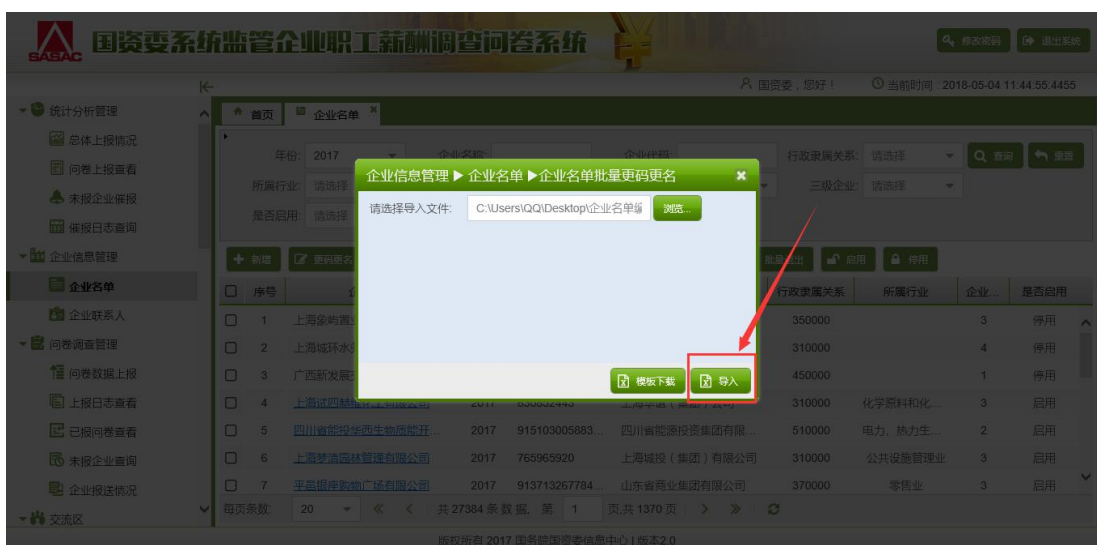 SASAC
国资委系统监管企业职工薪酬调查问卷系统
修改密码 退出系统
国资委，您好！ 当前时间：2018-05-04 11:44:55:4455
统计分析管理
总体上报情况
问卷上报查看
未报企业催报
催报日志查询
企业信息管理
企业名单
企业联系人
问卷调查管理
问卷数据上报
上报日志查看
已报问卷查看
未报企业查询
企业报送情况
交流区
首页 企业名单
年份: 2017 企业名称: 企业代码: 行政隶属关系: 请选择 查询 重置
所属行业: 请选择 三级企业: 请选择
是否启用: 请选择
企业信息管理 ▶ 企业名单 ▶ 企业名单批量更码更名
请选择导入文件: C:\Users\QQ\Desktop\企业名单编 浏览...
模板下载 导入
新增 更码更名 启用 停用
序号 行政隶属关系 所属行业 企业... 是否启用
1 350000 3 停用
2 上海城环水 310000 4 停用
3 广西新发展 450000 1 停用
4 2017 310000 化学原料和化... 3 启用
5 四川省能投华西生物质能开... 2017 915103005883... 四川省能源投资集团有限... 510000 电力、热力生... 2 启用
6 上海梦清园林管理有限公司 2017 765965920 上海城投（集团）有限公司 310000 公共设施管理业 3 启用
7 平邑银座购物广场有限公司 2017 913713267784... 山东省商业集团有限公司 370000 零售业 3 启用
每页条数: 20 共 27384 条数据, 第 1 页,共 1370 页
版权所有 2017 国务院国资委信息中心 | 版本2.0